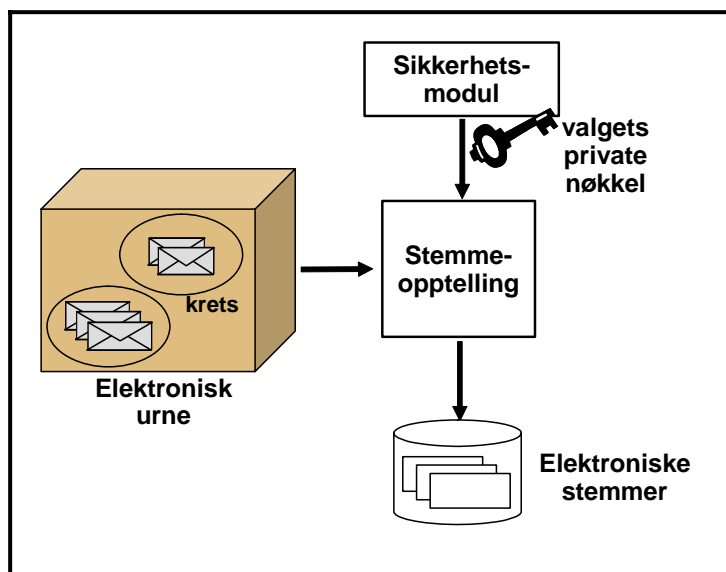 Sikkerhets-
modul
valgets
private
nøkkel
Stemme-
opptelling
krets
Elektronisk
urne
Elektroniske
stemmer